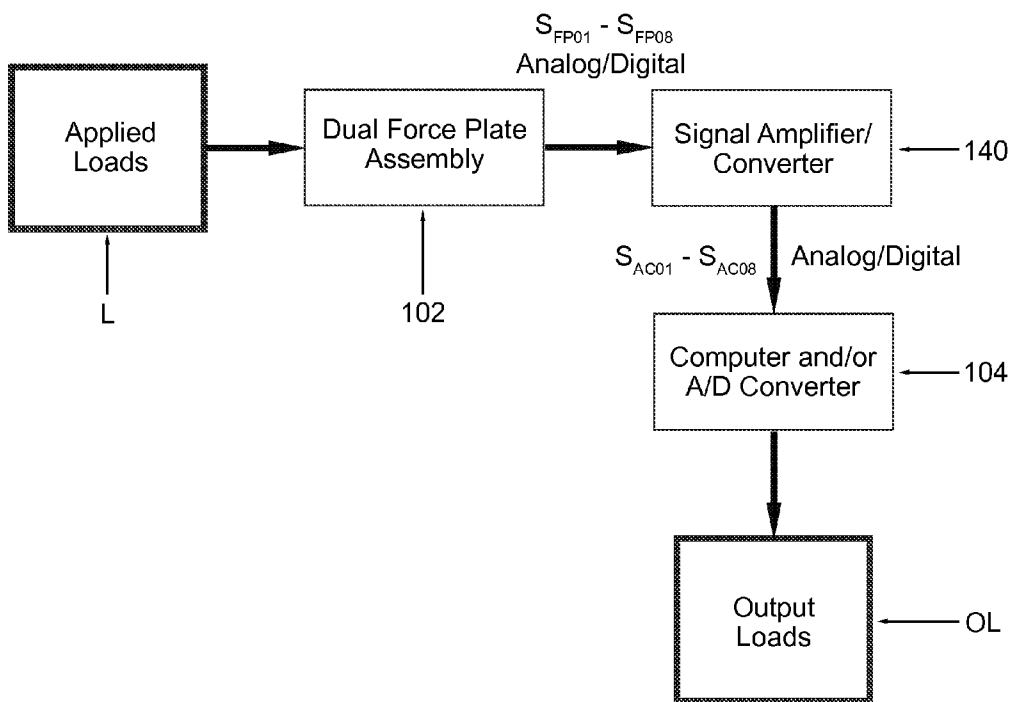 S_FP01 - S_FP08
Analog/Digital
Applied
Loads
Dual Force Plate
Assembly
Signal Amplifier/
Converter
140
L
102
S_AC01 - S_AC08 Analog/Digital
Computer and/or
A/D Converter
104
Output
Loads
OL